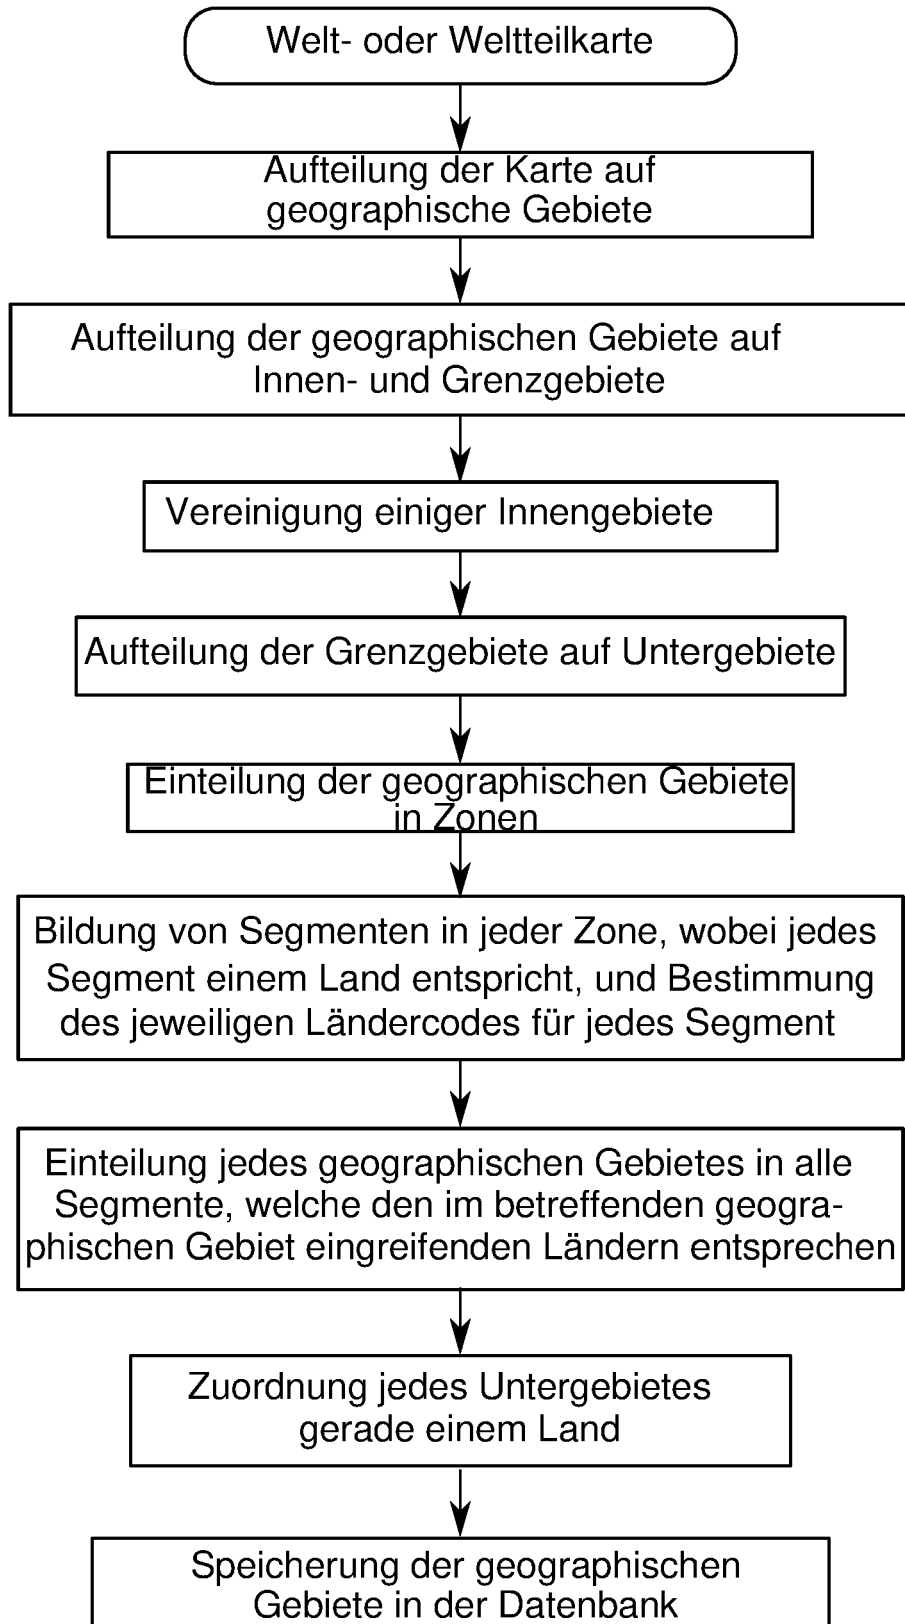 Welt- oder Weltteilkarte
Aufteilung der Karte auf
geographische Gebiete
Aufteilung der geographischen Gebiete auf
Innen- und Grenzgebiete
Vereinigung einiger Innengebiete
Aufteilung der Grenzgebiete auf Untergebiete
Einteilung der geographischen Gebiete
in Zonen
Bildung von Segmenten in jeder Zone, wobei jedes
Segment einem Land entspricht, und Bestimmung
des jeweiligen Ländercodes für jedes Segment
Einteilung jedes geographischen Gebietes in alle
Segmente, welche den im betreffenden geogra-
phischen Gebiet eingreifenden Ländern entsprechen
Zuordnung jedes Untergebietes
gerade einem Land
Speicherung der geographischen
Gebiete in der Datenbank